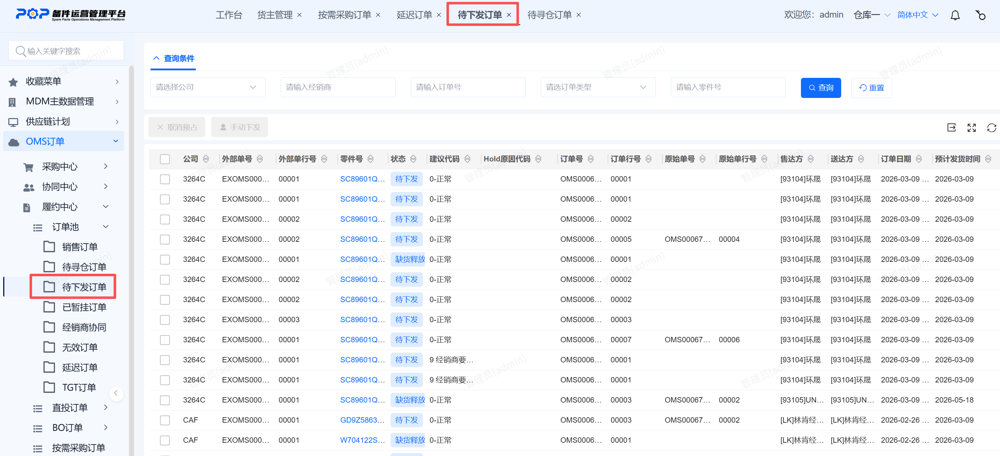 POP 备件运营管理平台
Spare Parts Operations Management Platform
工作台 货主管理 × 按需采购订单 × 延迟订单 × 待下发订单 × 待寻仓订单 ×
欢迎您：admin 仓库一 简体中文
输入关键字搜索
收藏菜单
MDM主数据管理
供应链计划
OMS订单
采购中心
协同中心
履约中心
订单池
销售订单
待寻仓订单
待下发订单
已暂挂订单
经销商协同
无效订单
延迟订单
TGT订单
直投订单
BO订单
按需采购订单
查询条件
请选择公司 请输入经销商 请输入订单号 请选订单类型 请输入零件号 查询 重置
取消预占 手动下发
公司 外部单号 外部单行号 零件号 状态 建议代码 Hold原因代码 订单号 订单行号 原始单号 原始单行号 售达方 送达方 订单日期 预计发货时间
3264C EXOMS000... 00001 SC89601Q... 待下发 0-正常 OMS0006... 00001 [93104]环晟 [93104]环晟 2026-03-09 ... 2026-03-09
3264C EXOMS000... 00001 SC89601Q... 待下发 0-正常 OMS0006... 00001 [93104]环晟 [93104]环晟 2026-03-09 ... 2026-03-09
3264C EXOMS000... 00002 SC89601Q... 待下发 0-正常 OMS0006... 00002 [93104]环晟 [93104]环晟 2026-03-09 ... 2026-03-09
3264C EXOMS000... 00002 SC89601Q... 待下发 0-正常 OMS0006... 00005 OMS00067... 00004 [93104]环晟 [93104]环晟 2026-03-09 ... 2026-03-09
3264C EXOMS000... 00001 SC89601Q... 缺货释放 0-正常 OMS0006... 00001 [93104]环晟 [93104]环晟 2026-03-09 ... 2026-03-09
3264C EXOMS000... 00002 SC89601Q... 待下发 0-正常 OMS0006... 00002 [93104]环晟 [93104]环晟 2026-03-09 ... 2026-03-09
3264C EXOMS000... 00002 SC89601Q... 待下发 0-正常 OMS0006... 00002 [93104]环晟 [93104]环晟 2026-03-09 ... 2026-03-09
3264C EXOMS000... 00003 SC89601Q... 待下发 0-正常 OMS0006... 00003 [93104]环晟 [93104]环晟 2026-03-09 ... 2026-03-09
3264C EXOMS000... 00001 SC89601Q... 待下发 0-正常 OMS0006... 00007 OMS00067... 00006 [93104]环晟 [93104]环晟 2026-03-09 ... 2026-03-09
3264C EXOMS000... 00001 SC89601Q... 待下发 9 经销商要... OMS0006... 00001 [93104]环晟 [93104]环晟 2026-03-09 ... 2026-03-09
3264C EXOMS000... 00001 SC89601Q... 待下发 9 经销商要... OMS0006... 00001 [93104]环晟 [93104]环晟 2026-03-09 ... 2026-03-09
3264C EXOMS000... 00001 SC89601Q... 缺货释放 0-正常 OMS0006... 00003 OMS00067... 00002 [93105]UN... [93105]UN... 2026-03-09 ... 2026-05-18
CAF EXOMS000... 00001 GD9Z5863... 待下发 0-正常 OMS0006... 00003 OMS00067... 00002 [LK]林肯经... [LK]林肯经... 2026-02-26 ... 2026-03-09
CAF EXOMS000... 00001 W704122S... 缺货释放 0-正常 OMS0006... 00001 [LK]林肯经... [LK]林肯经... 2026-02-26 ... 2026-03-09
管理员(admin)